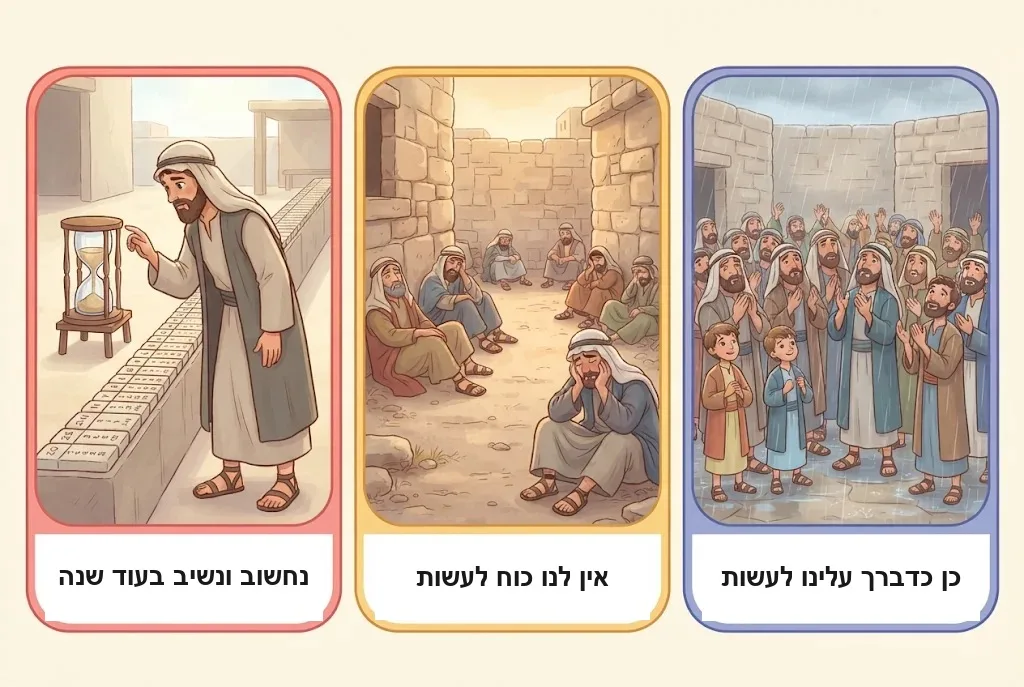 כן כדברך עלינו לעשות
אין לנו כוח לעשות
נחשוב ונשיב בעוד שנה